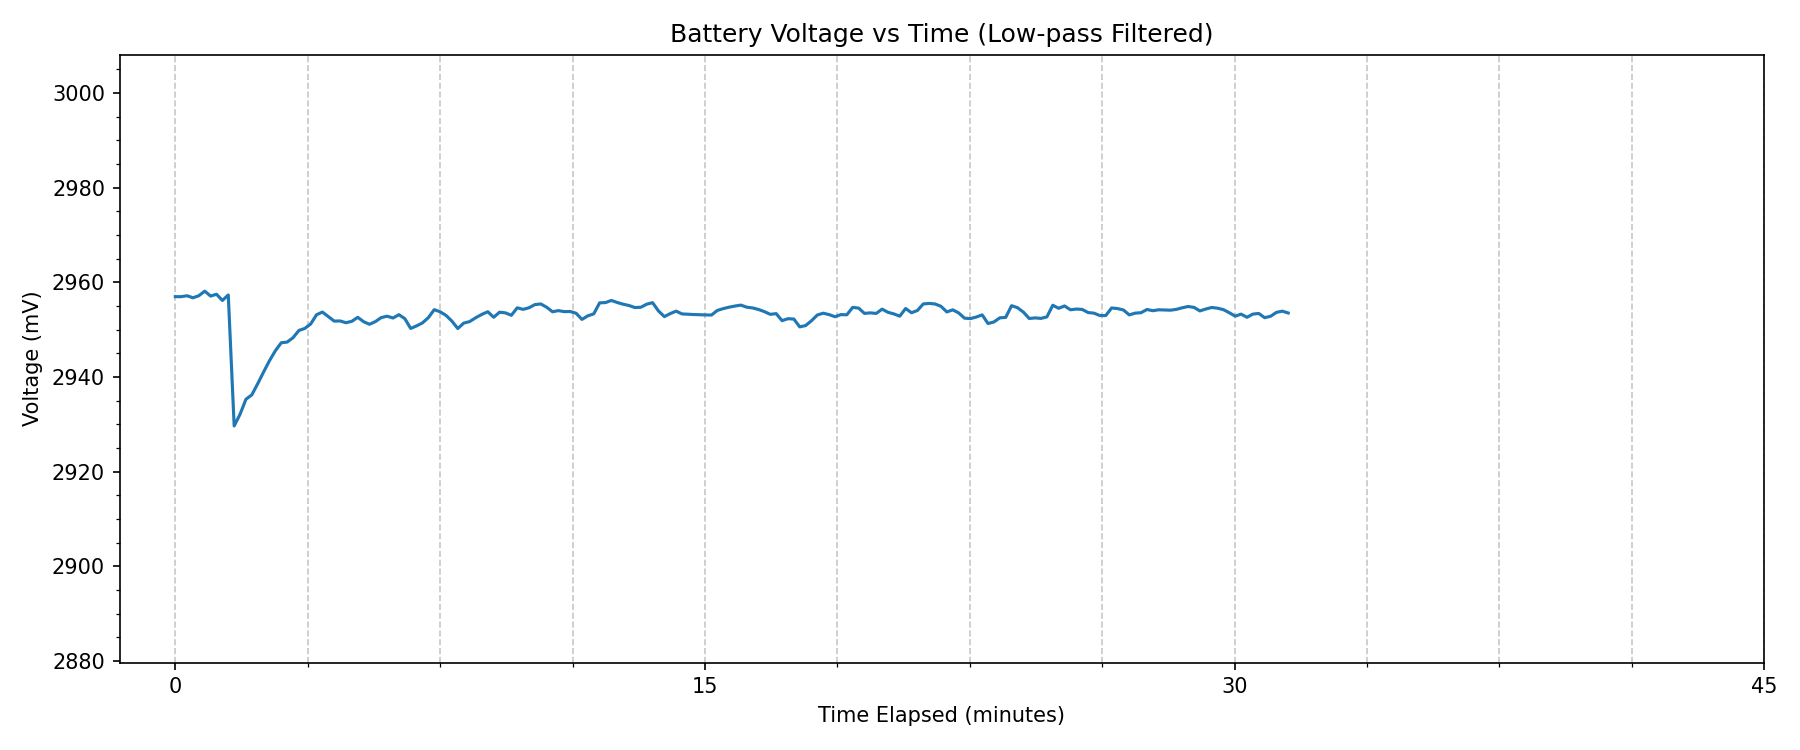 Battery Voltage vs Time (Low-pass Filtered)
3000
2980
2960
2940
2920
2900
2880
Voltage (mV)
0 15 30 45
Time Elapsed (minutes)